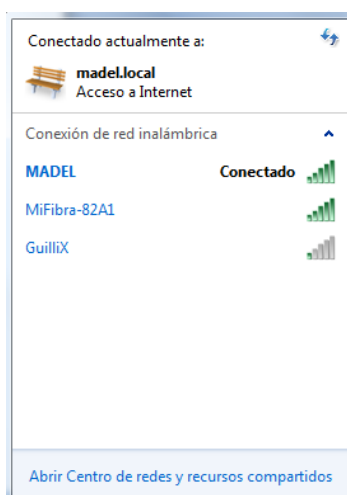 Conectado actualmente a:
madel.local
Acceso a Internet
Conexión de red inalámbrica
MADEL Conectado
MiFibra-82A1
GuilliX
Abrir Centro de redes y recursos compartidos